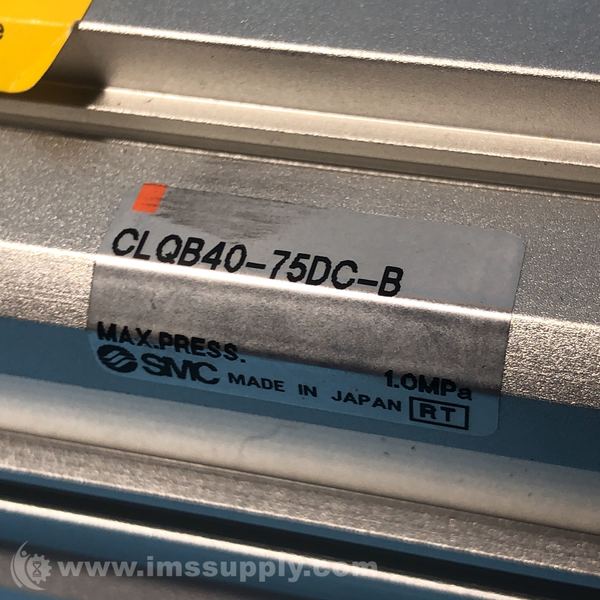 e
CLQB40-75DC-B
MAX.PRESS. 1.0MPa
SMC MADE IN JAPAN RT
www.imssupply.com